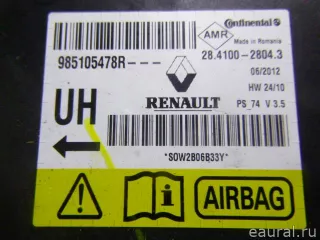 Continental
AMR
Made in Romania
985105478R---
28.4100-2804.3
06/2012
HW 24/10
UH
RENAULT
PS 74 V 3.5
*SOW2B06B33Y*
AIRBAG
eaural.ru